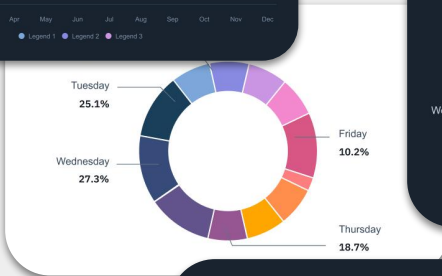 Apr May Jun Jul Aug Sep Oct Nov Dec
Legend 1 Legend 2 Legend 3
Tuesday
25.1%
We
Friday
10.2%
Wednesday
27.3%
Thursday
18.7%